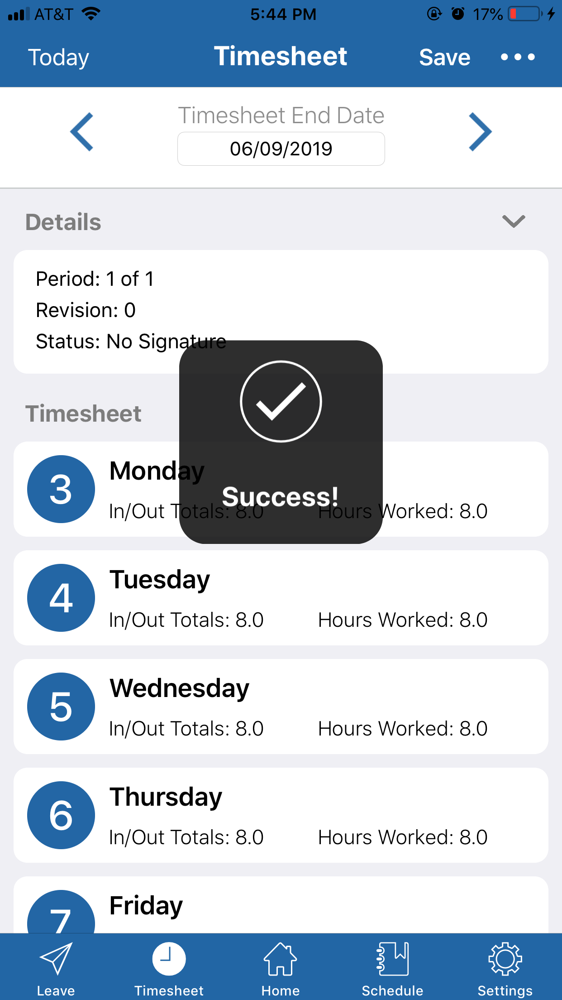 AT&T 5:44 PM 17%
Today Timesheet Save
Timesheet End Date
06/09/2019
Details
Period: 1 of 1
Revision: 0
Status: No Signature
Timesheet
3 Monday
In/Out Totals: 8.0 Hours Worked: 8.0
Success!
4 Tuesday
In/Out Totals: 8.0 Hours Worked: 8.0
5 Wednesday
In/Out Totals: 8.0 Hours Worked: 8.0
6 Thursday
In/Out Totals: 8.0 Hours Worked: 8.0
7 Friday
Leave Timesheet Home Schedule Settings